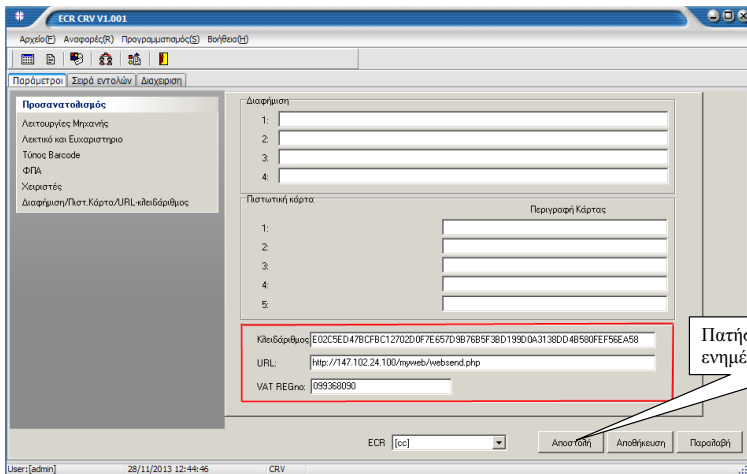 ECR CRV V1.001
Αρχείο(F) Αναφορές(R) Προγραμματισμός(S) Βοήθεια(H)
Παράμετροι Σειρά εντολών Διαχειριση
Προσανατολισμός
Λειτουργίες Μηχανής
Λεκτικό και Ευχαριστηριο
Τύπος Barcode
ΦΠΑ
Χειριστές
Διαφήμιση/Πιστ.Κάρτα/URL-κλειδάριθμος
Διαφήμιση
1:
2:
3:
4:
Πιστωτική κάρτα
Περιγραφή Κάρτας
1:
2:
3:
4:
5:
Κλειδάριθμος E02C5ED47BCFBC12702D0F7E657D9B76B5F3BD199D0A3138DD4B580FEF56EA58
URL: http://147.102.24.100/myweb/websend.php
VAT REGno: 099368090
Πατήσ
ενημέ
ECR [cc] Αποστολή Αποθήκευση Παραλαβή
User:[admin] 28/11/2013 12:44:46 CRV